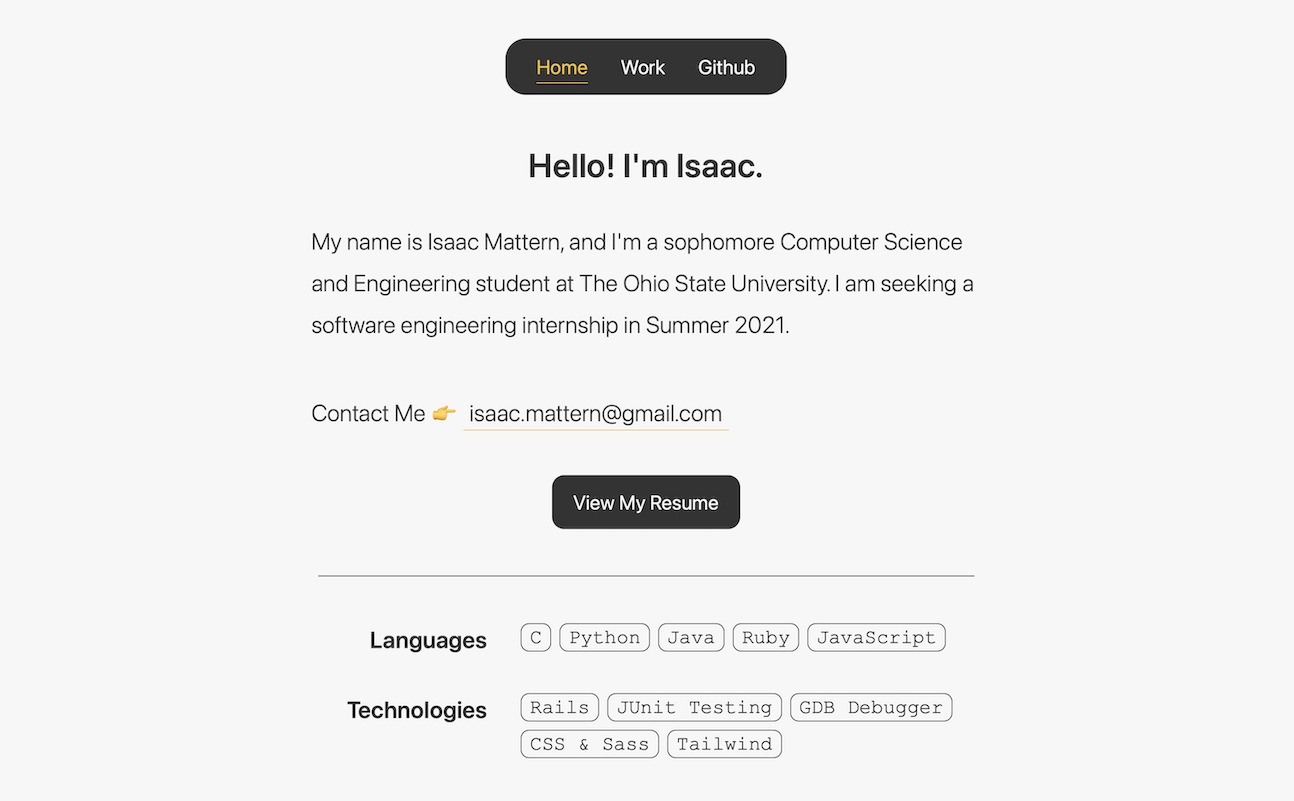 Home Work Github
Hello! I'm Isaac.
My name is Isaac Mattern, and I'm a sophomore Computer Science
and Engineering student at The Ohio State University. I am seeking a
software engineering internship in Summer 2021.
Contact Me 👉 isaac.mattern@gmail.com
View My Resume
Languages C Python Java Ruby JavaScript
Technologies Rails JUnit Testing GDB Debugger
CSS & Sass Tailwind